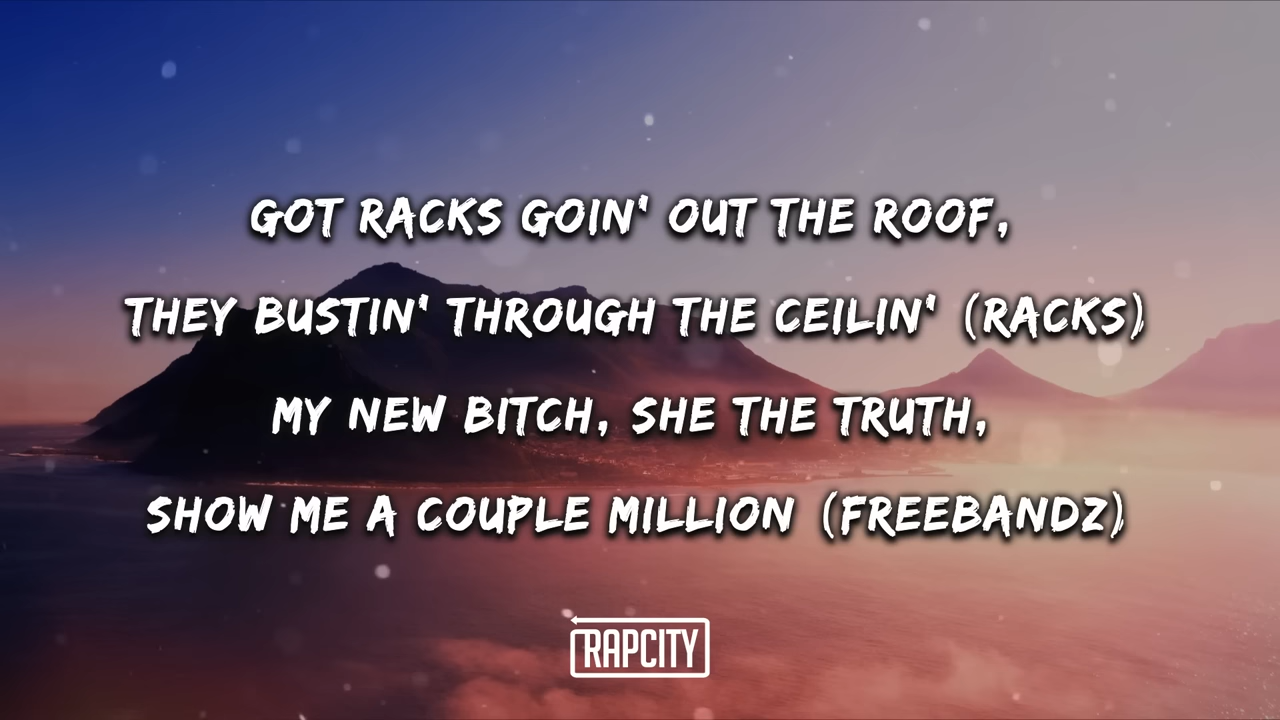 GOT RACKS GOIN' OUT THE ROOF,
THEY BUSTIN' THROUGH THE CEILIN' (RACKS)
MY NEW BITCH, SHE THE TRUTH,
SHOW ME A COUPLE MILLION (FREEBANDZ)
RAPCITY